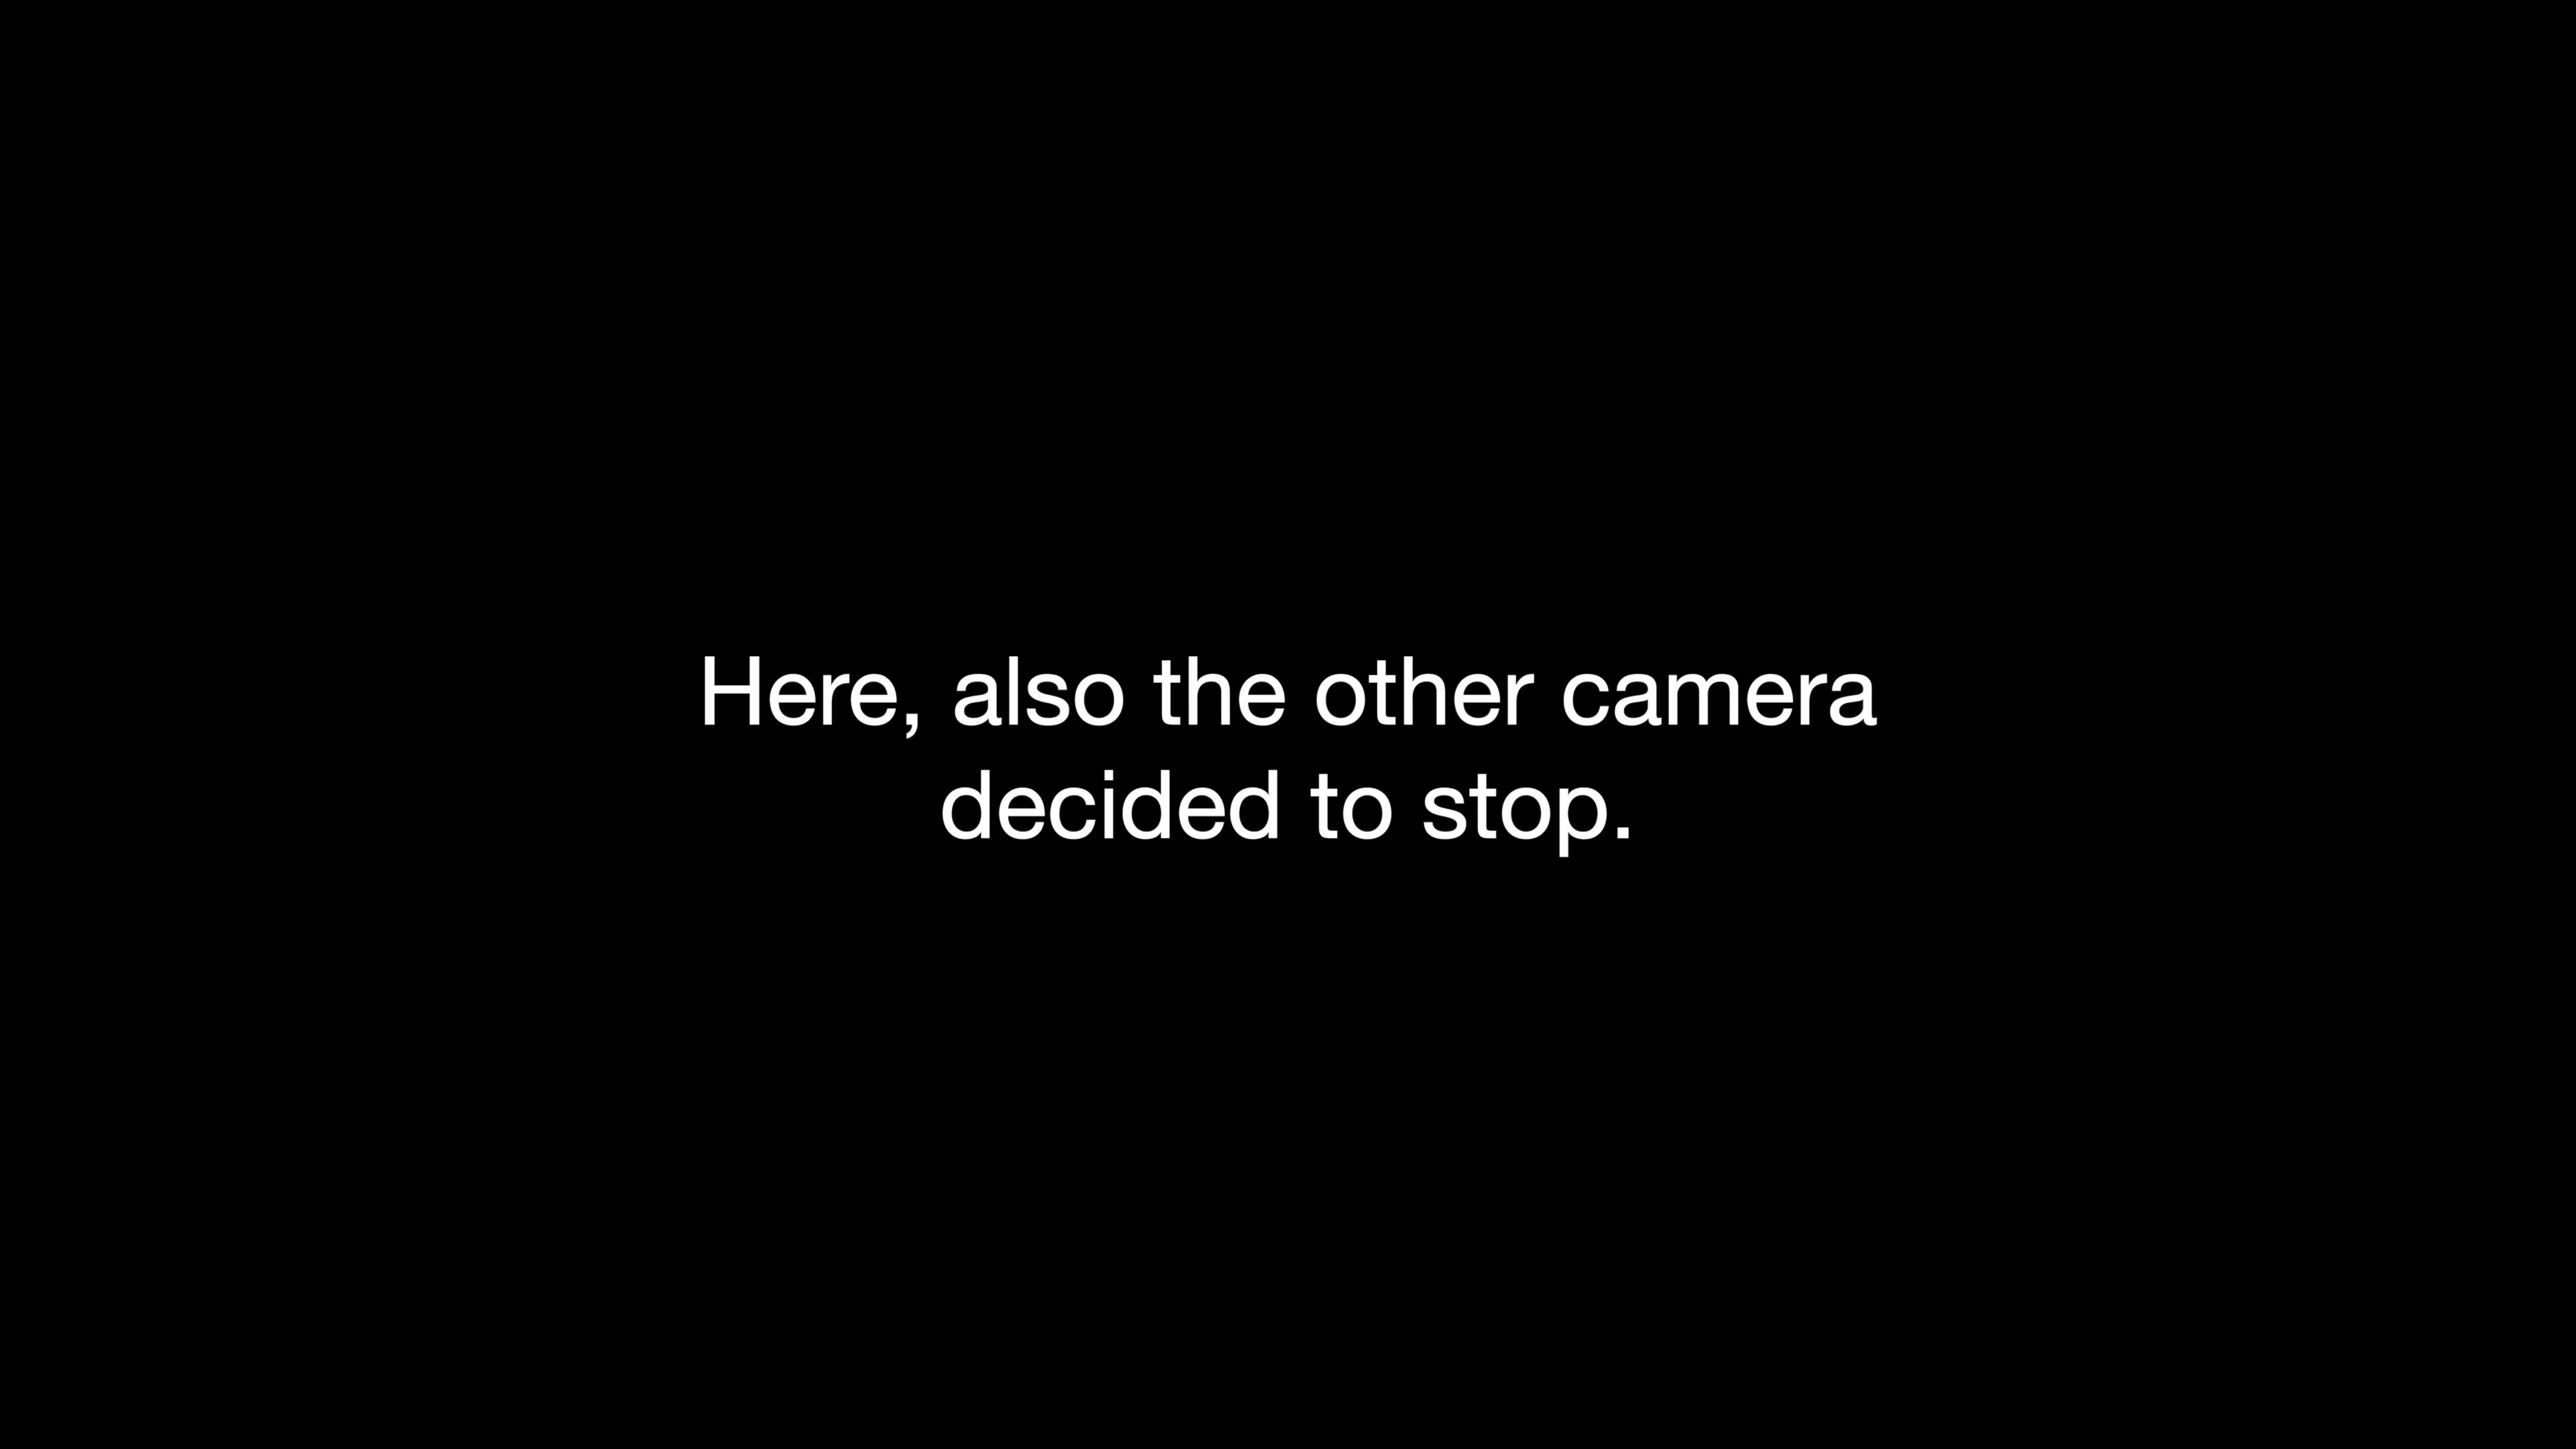 Here, also the other camera
decided to stop.